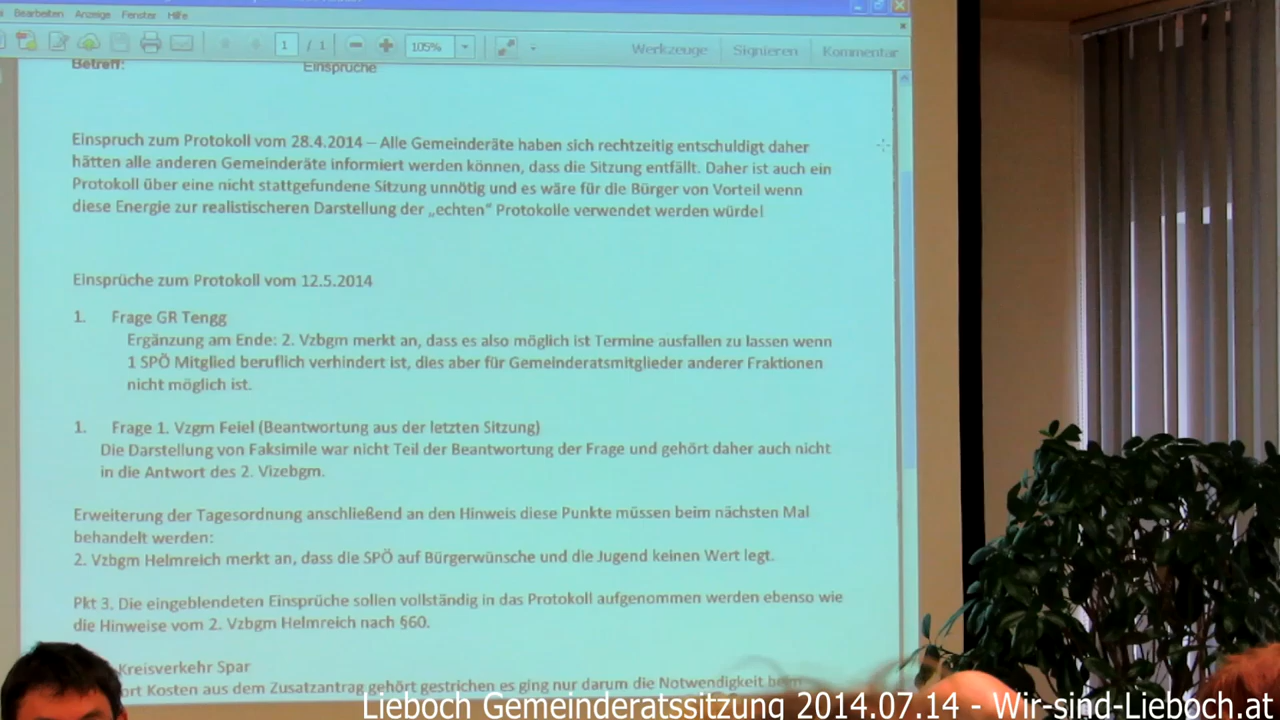 Bearbeiten Anzeige Fenster Hilfe
1 / 1 105% Werkzeuge Signieren Kommentar
Betreff: Einsprüche
Einspruch zum Protokoll vom 28.4.2014 – Alle Gemeinderäte haben sich rechtzeitig entschuldigt daher
hätten alle anderen Gemeinderäte informiert werden können, dass die Sitzung entfällt. Daher ist auch ein
Protokoll über eine nicht stattgefundene Sitzung unnötig und es wäre für die Bürger von Vorteil wenn
diese Energie zur realistischeren Darstellung der „echten“ Protokolle verwendet werden würde!
Einsprüche zum Protokoll vom 12.5.2014
1. Frage GR Tengg
Ergänzung am Ende: 2. Vzbgm merkt an, dass es also möglich ist Termine ausfallen zu lassen wenn
1 SPÖ Mitglied beruflich verhindert ist, dies aber für Gemeinderatsmitglieder anderer Fraktionen
nicht möglich ist.
1. Frage 1. Vzgm Feiel (Beantwortung aus der letzten Sitzung)
Die Darstellung von Faksimile war nicht Teil der Beantwortung der Frage und gehört daher auch nicht
in die Antwort des 2. Vizebgm.
Erweiterung der Tagesordnung anschließend an den Hinweis diese Punkte müssen beim nächsten Mal
behandelt werden:
2. Vzbgm Helmreich merkt an, dass die SPÖ auf Bürgerwünsche und die Jugend keinen Wert legt.
Pkt 3. Die eingeblendeten Einsprüche sollen vollständig in das Protokoll aufgenommen werden ebenso wie
die Hinweise vom 2. Vzbgm Helmreich nach §60.
Kreisverkehr Spar
ort Kosten aus dem Zusatzantrag gehört gestrichen es ging nur darum die Notwendigkeit beim
Lieboch Gemeinderatssitzung 2014.07.14 - Wir-sind-Lieboch.at